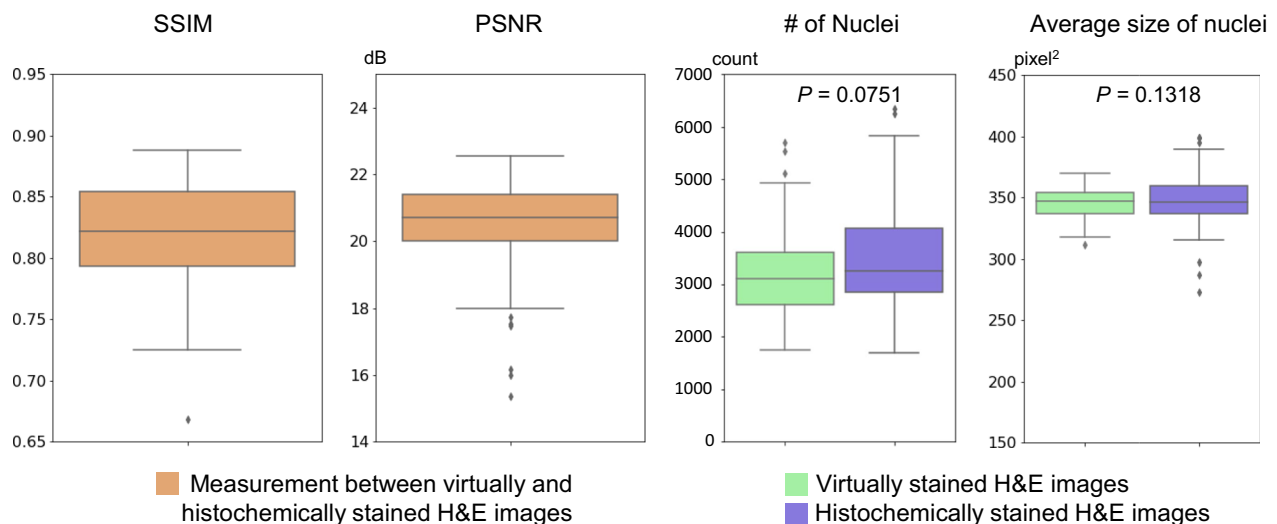 SSIM
PSNR
# of Nuclei
Average size of nuclei
dB
count
pixel²
0.95
0.90
0.85
0.80
0.75
0.70
0.65
24
22
20
18
16
14
7000
6000
5000
4000
3000
2000
1000
0
P = 0.0751
450
400
350
300
250
200
150
P = 0.1318
Measurement between virtually and
histochemically stained H&E images
Virtually stained H&E images
Histochemically stained H&E images